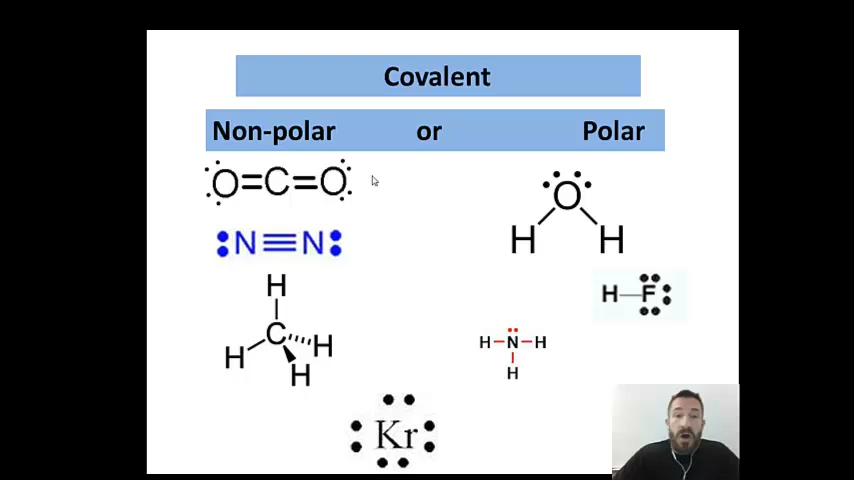 Covalent
Non-polar or Polar
O=C=O
N≡N
O
H H
H
C
H H
H
H—F
H—N—H
H
Kr